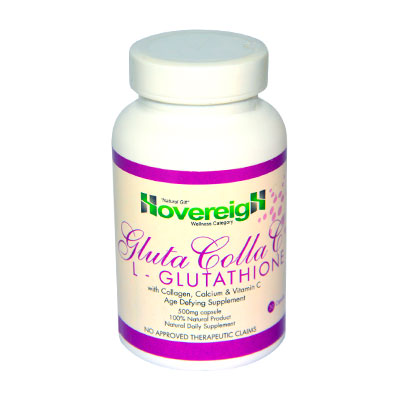 "Natural Gift"
HovereigH
Wellness Category
Gluta Colla C
L - GLUTATHIONE
with Collagen, Calcium & Vitamin C
Age Defying Supplement
500mg capsule
100% Natural Product
Natural Daily Supplement
NO APPROVED THERAPEUTIC CLAIMS